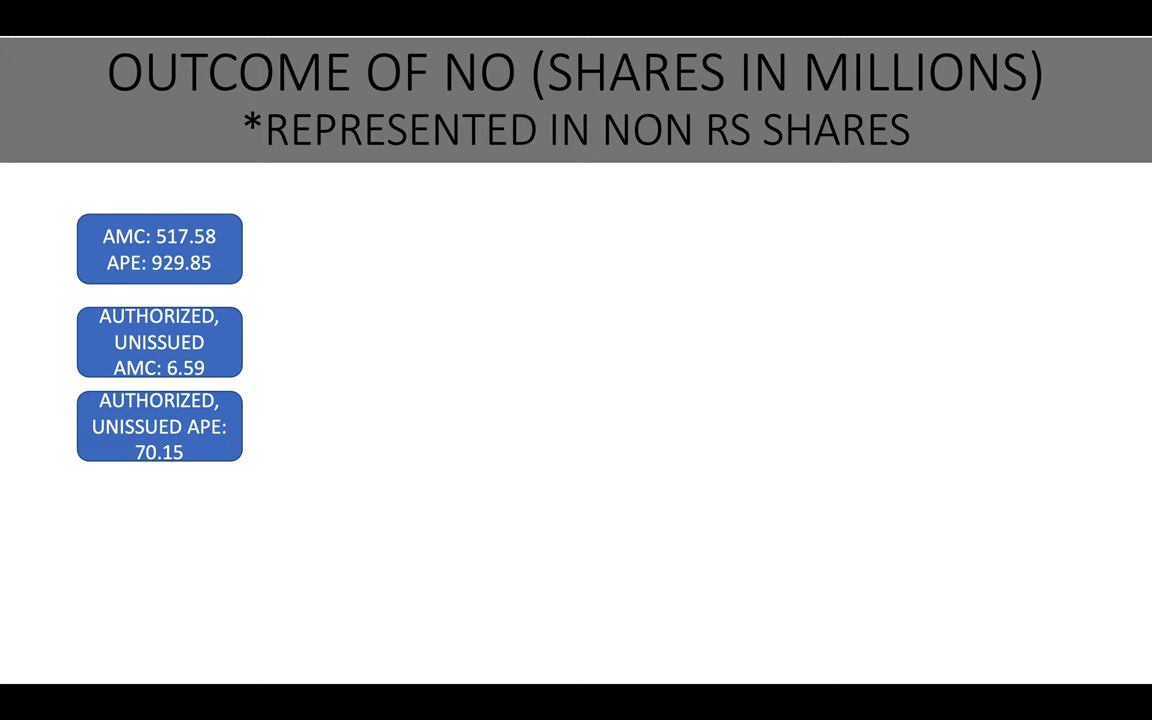 OUTCOME OF NO (SHARES IN MILLIONS)
*REPRESENTED IN NON RS SHARES
AMC: 517.58
APE: 929.85
AUTHORIZED,
UNISSUED
AMC: 6.59
AUTHORIZED,
UNISSUED APE:
70.15